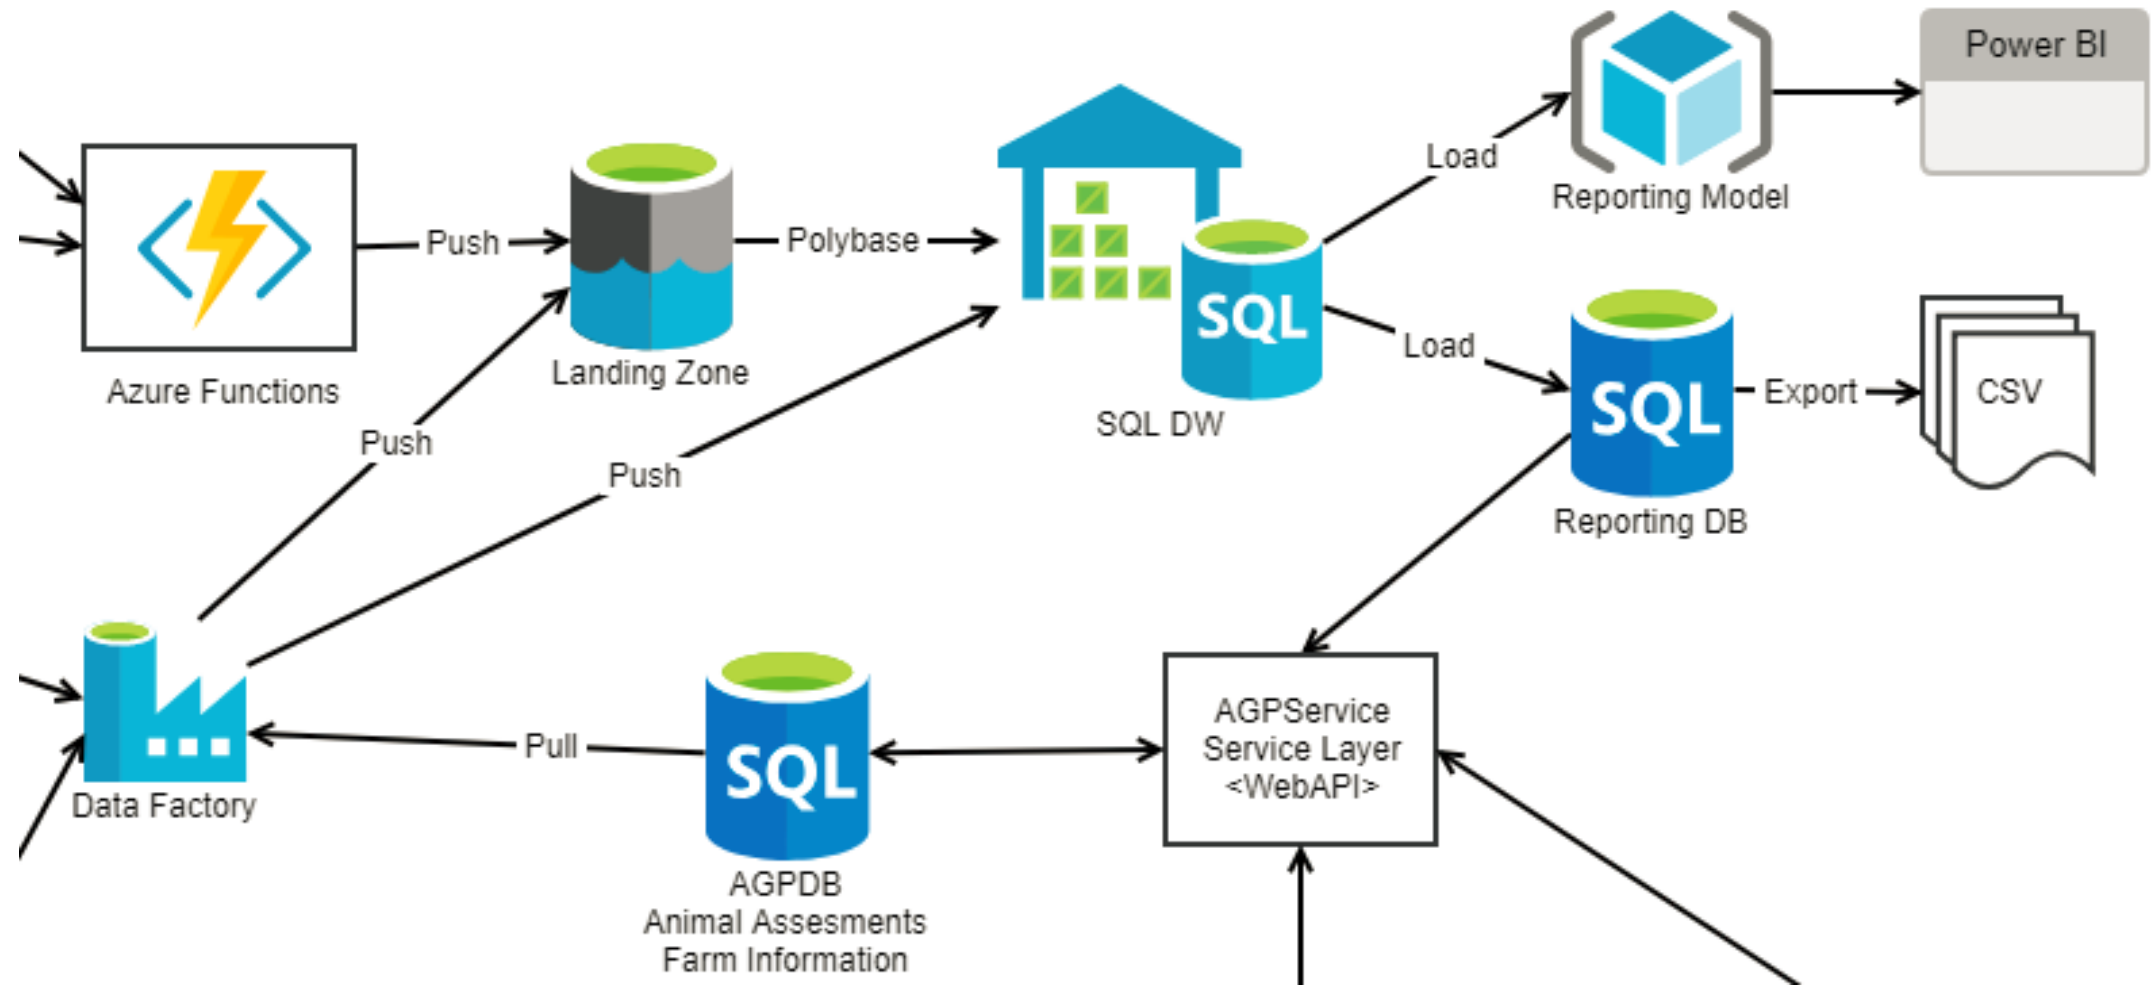 Power BI
Load
Reporting Model
Push
Polybase
SQL
Landing Zone
Azure Functions
SQL DW
Load
SQL
Export
CSV
Reporting DB
Push
Push
Data Factory
Pull
SQL
AGPDB
Animal Assesments
Farm Information
AGPService
Service Layer
<WebAPI>